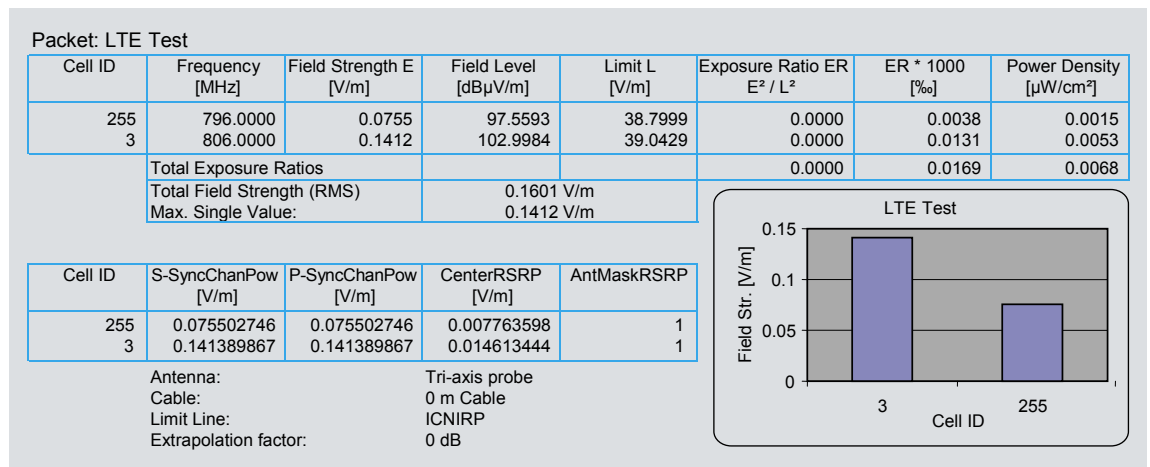 Packet: LTE Test
Cell ID Frequency Field Strength E Field Level Limit L Exposure Ratio ER ER * 1000 Power Density
[MHz] [V/m] [dBµV/m] [V/m] E² / L² [‰] [µW/cm²]
255 796.0000 0.0755 97.5593 38.7999 0.0000 0.0038 0.0015
3 806.0000 0.1412 102.9984 39.0429 0.0000 0.0131 0.0053
Total Exposure Ratios 0.0000 0.0169 0.0068
Total Field Strength (RMS) 0.1601 V/m
Max. Single Value: 0.1412 V/m
Cell ID S-SyncChanPow P-SyncChanPow CenterRSRP AntMaskRSRP
[V/m] [V/m] [V/m]
255 0.075502746 0.075502746 0.007763598 1
3 0.141389867 0.141389867 0.014613444 1
Antenna: Tri-axis probe
Cable: 0 m Cable
Limit Line: ICNIRP
Extrapolation factor: 0 dB
LTE Test
Field Str. [V/m]
0.15
0.1
0.05
0
3 255
Cell ID